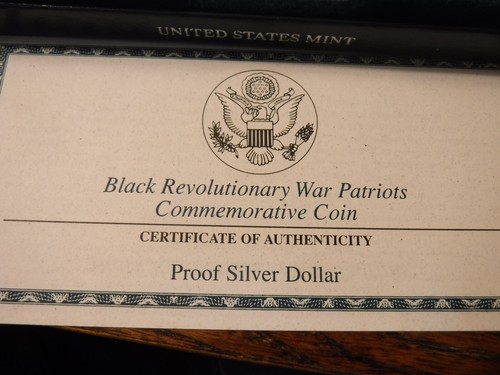 UNITED STATES MINT
Black Revolutionary War Patriots
Commemorative Coin
CERTIFICATE OF AUTHENTICITY
Proof Silver Dollar